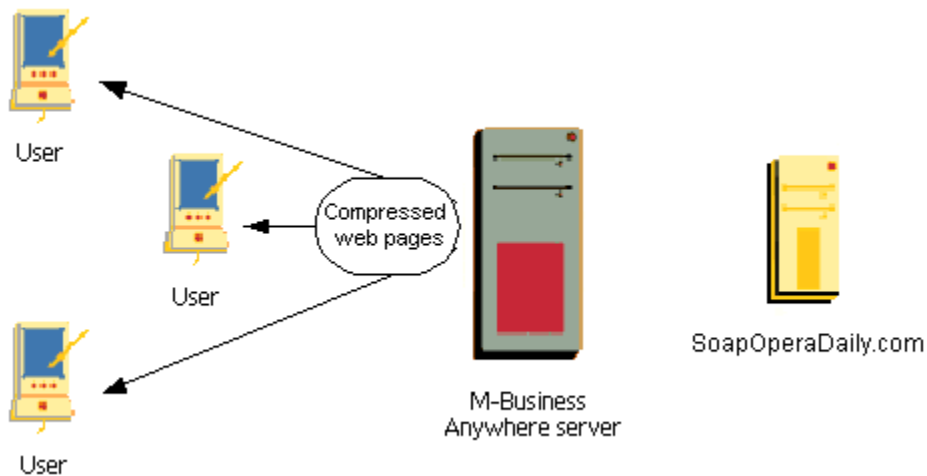 User
Compressed
web pages
User
SoapOperaDaily.com
M-Business
Anywhere server
User